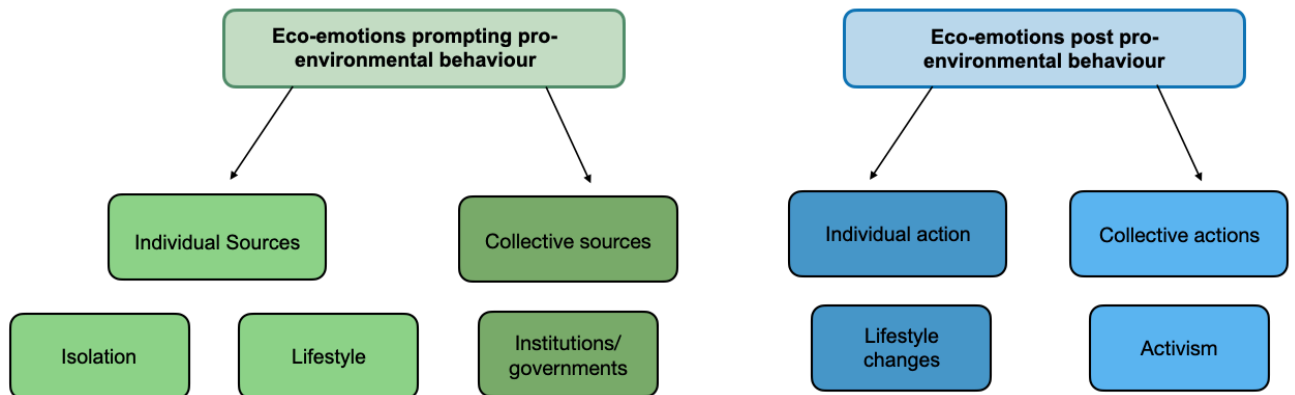 Eco-emotions prompting pro-
environmental behaviour
Eco-emotions post pro-
environmental behaviour
Individual Sources
Collective sources
Individual action
Collective actions
Isolation
Lifestyle
Institutions/
governments
Lifestyle
changes
Activism